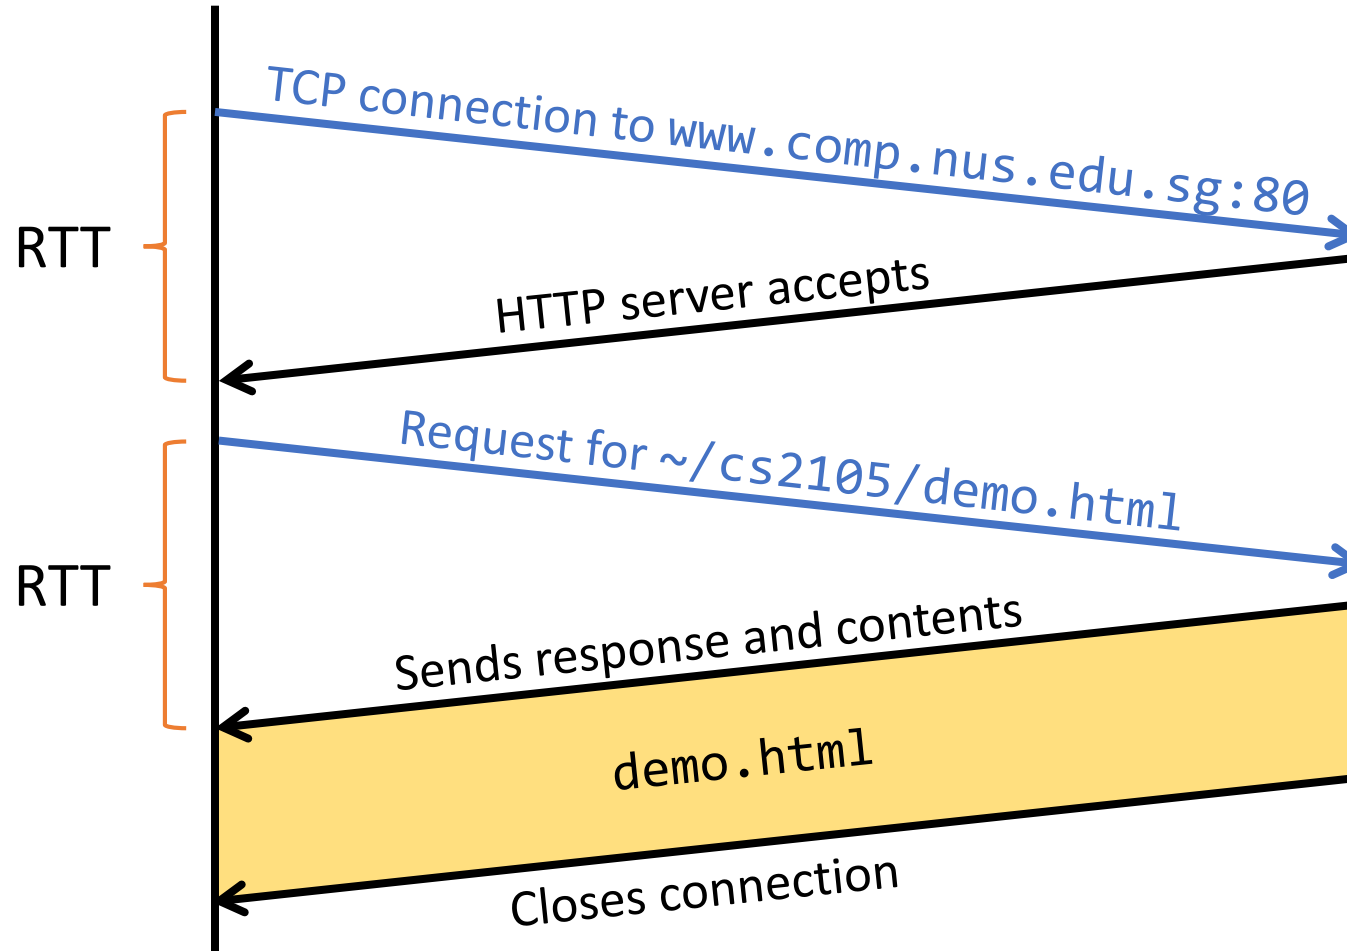 TCP connection to www.comp.nus.edu.sg:80
RTT
HTTP server accepts
Request for ~/cs2105/demo.html
RTT
Sends response and contents
demo.html
Closes connection